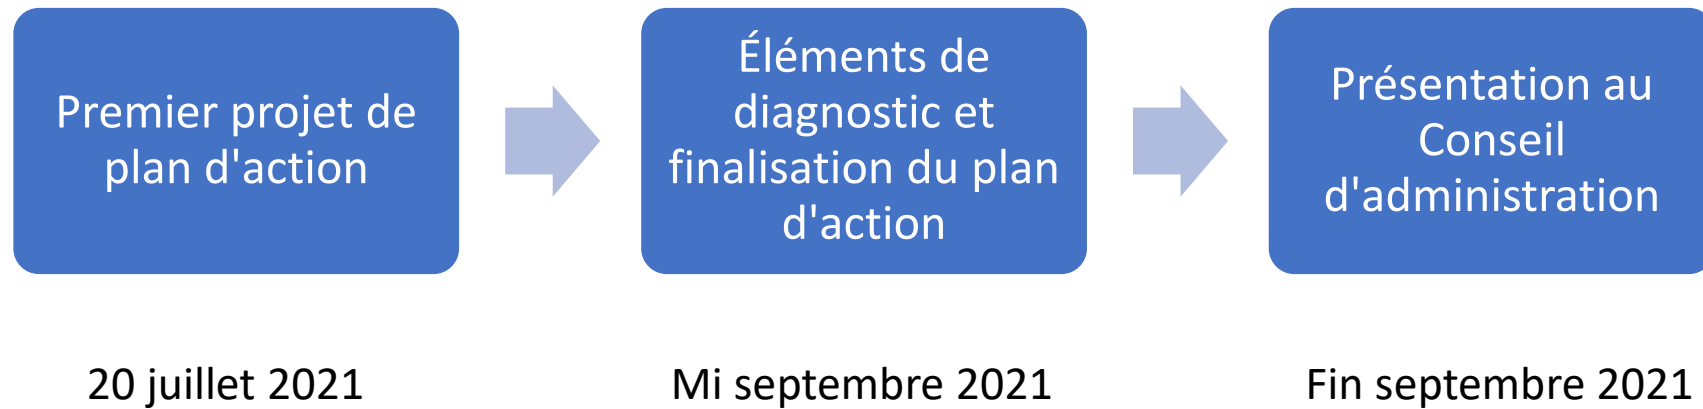 Premier projet de
plan d'action
Éléments de
diagnostic et
finalisation du plan
d'action
Présentation au
Conseil
d'administration
20 juillet 2021
Mi septembre 2021
Fin septembre 2021